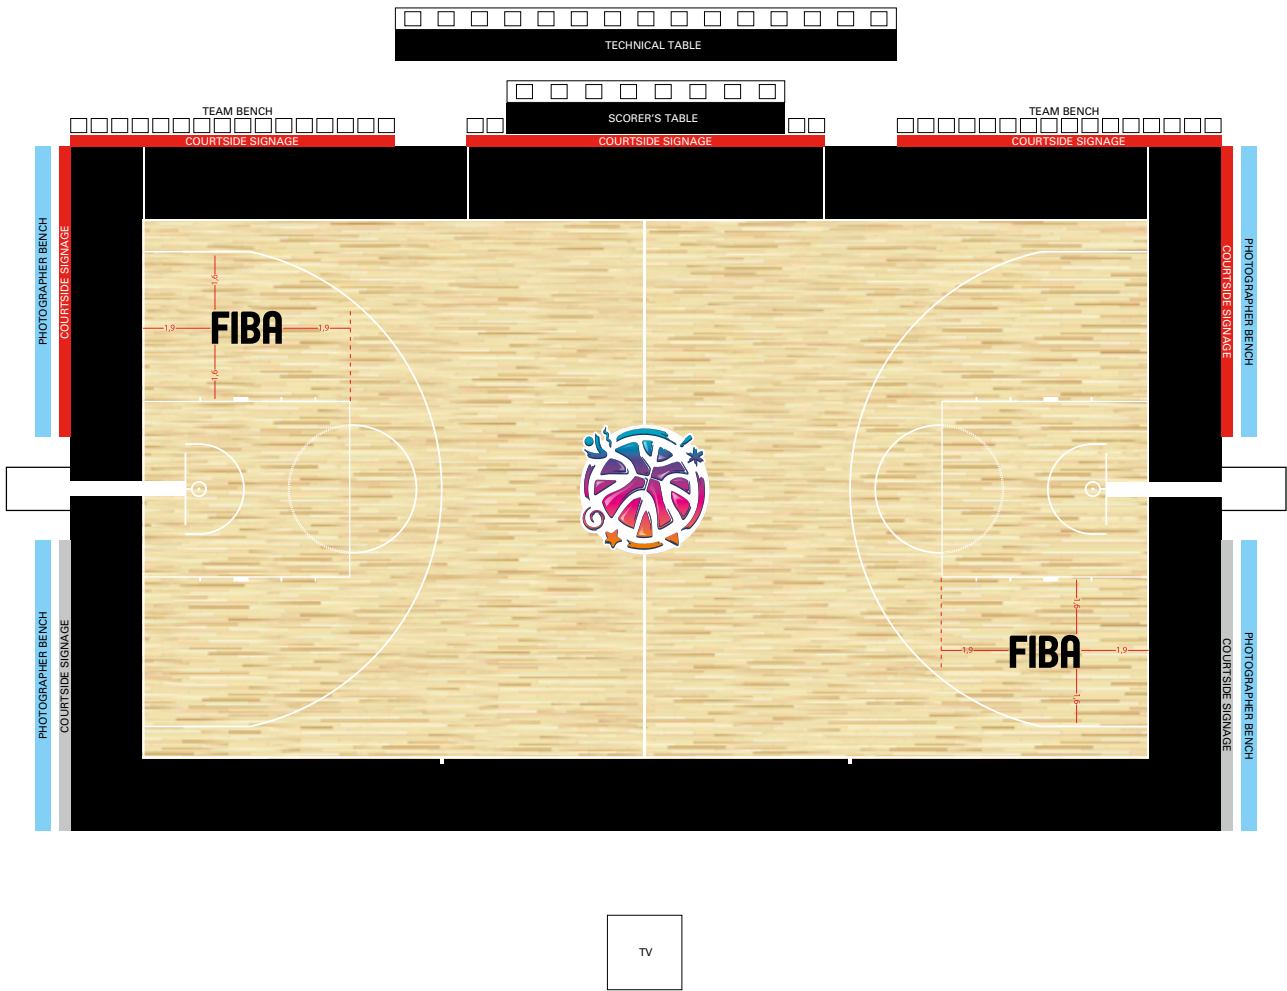 TECHNICAL TABLE
SCORER'S TABLE
TEAM BENCH
TEAM BENCH
COURTSIDE SIGNAGE
COURTSIDE SIGNAGE
COURTSIDE SIGNAGE
PHOTOGRAPHER BENCH
COURTSIDE SIGNAGE
COURTSIDE SIGNAGE
PHOTOGRAPHER BENCH
1,6
1,9
FIBA
1,9
1,6
PHOTOGRAPHER BENCH
COURTSIDE SIGNAGE
1,6
1,9
FIBA
1,9
1,6
COURTSIDE SIGNAGE
PHOTOGRAPHER BENCH
TV